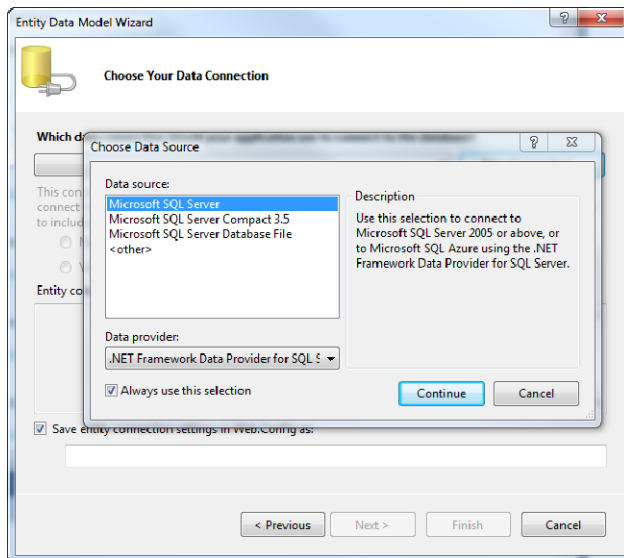 Entity Data Model Wizard
Choose Your Data Connection
Which da
Choose Data Source
This con
connect
to includ
Entity co
Data source:
Microsoft SQL Server
Microsoft SQL Server Compact 3.5
Microsoft SQL Server Database File
<other>
Description
Use this selection to connect to
Microsoft SQL Server 2005 or above, or
to Microsoft SQL Azure using the .NET
Framework Data Provider for SQL Server.
Data provider:
.NET Framework Data Provider for SQL S
Always use this selection
Continue
Cancel
Save entity connection settings in Web.Config as:
< Previous
Next >
Finish
Cancel